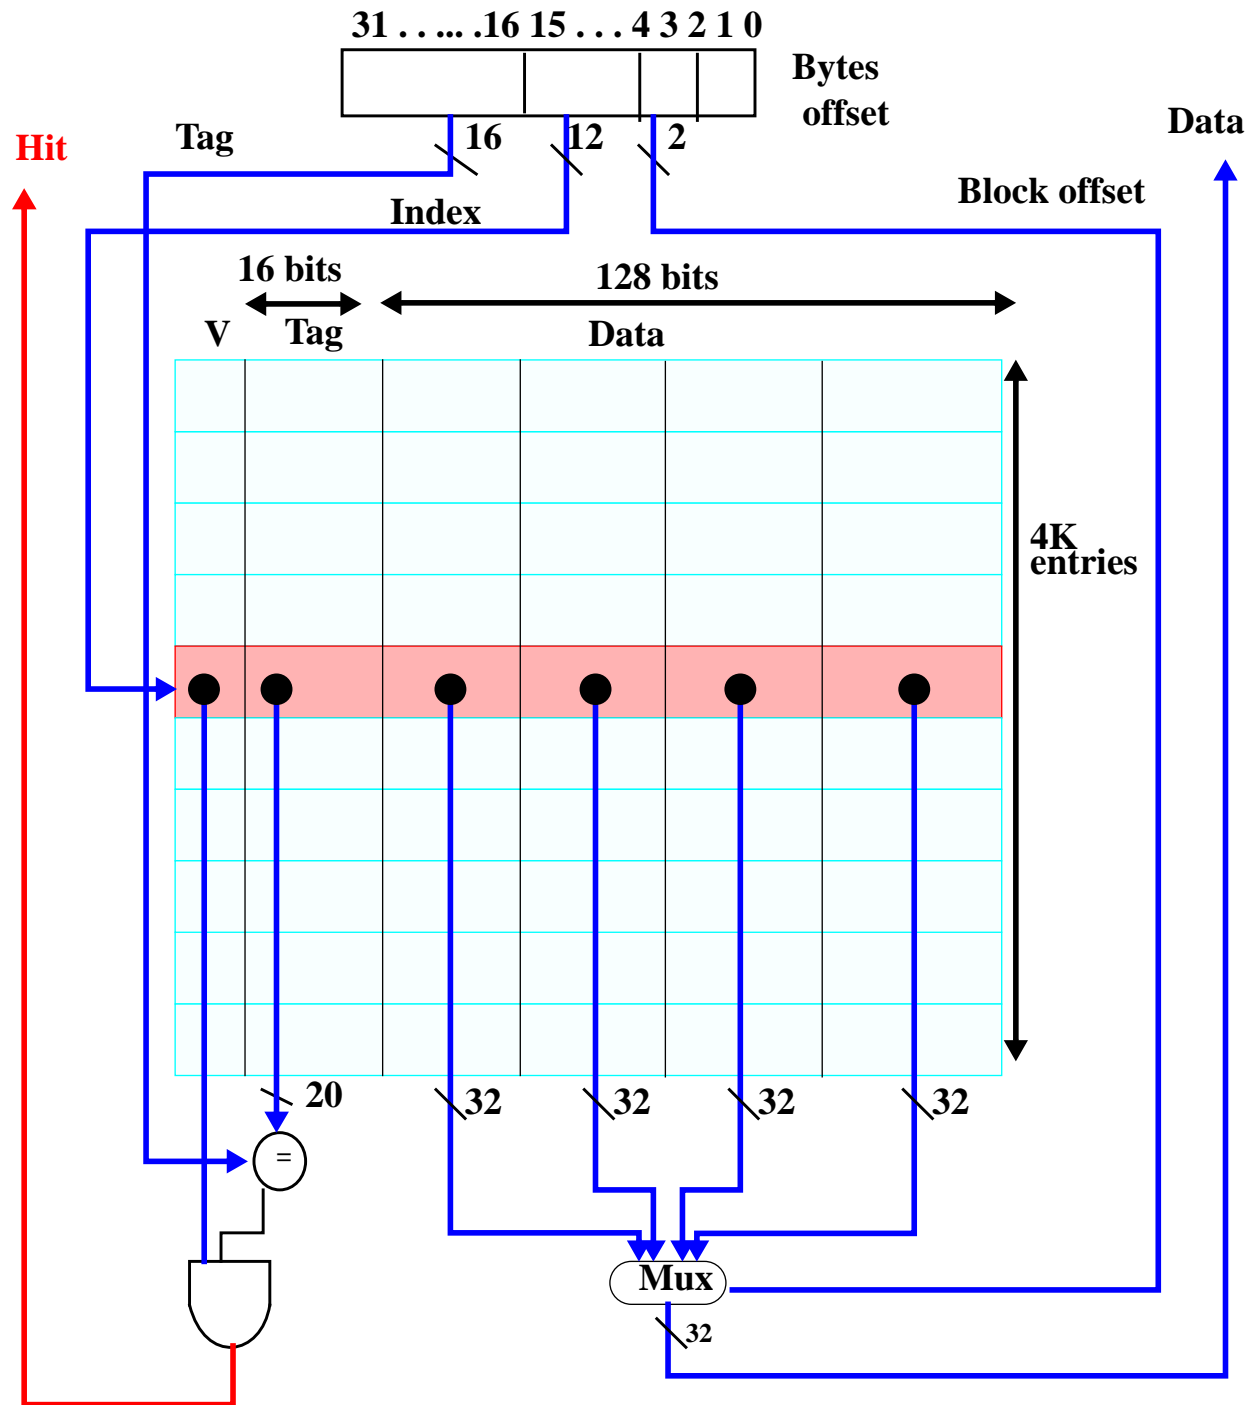 31 . . ... .16 15 . . . 4 3 2 1 0
Bytes
offset
Data
Hit
Tag
16
12
2
Block offset
Index
16 bits
128 bits
V
Tag
Data
4K
entries
20
32
32
32
32
=
Mux
32